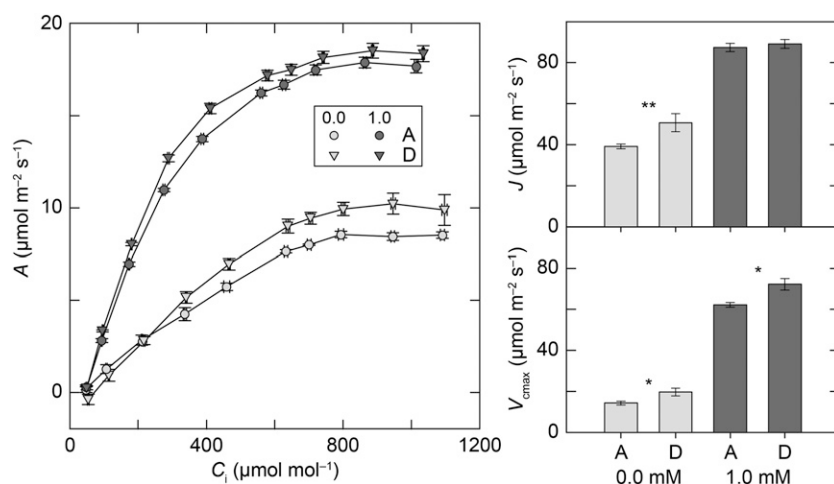 20
10
0
A (µmol m⁻² s⁻¹)
0 400 800 1200
Cᵢ (µmol mol⁻¹)
0.0 1.0
A
D
80
40
0
J (µmol m⁻² s⁻¹)
**
80
40
0
Vcmax (µmol m⁻² s⁻¹)
*
*
A D A D
0.0 mM 1.0 mM